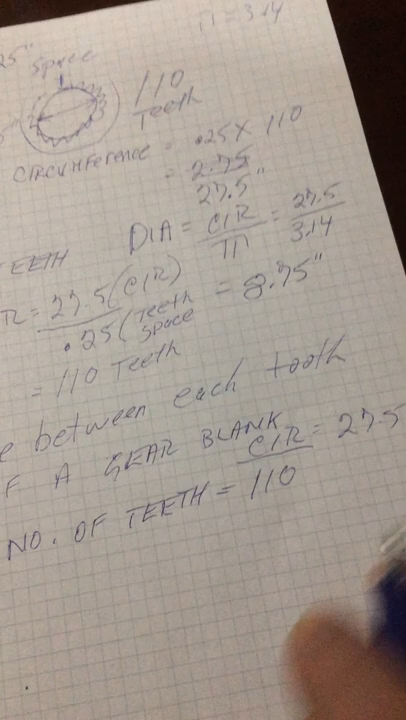 π = 3.14
25"
Space
110
Teeth
CIRCUMFERENCE = .25 X 110
= 2.75
27.5"
DIA = CIR / π = 27.5 / 3.14
TEETH
= 27.5 (CIR) / .25 (Teeth Space = 8.75"
= 110 Teeth
between each tooth
F A GEAR BLANK
NO. OF TEETH = CIR / 110 = 27.5